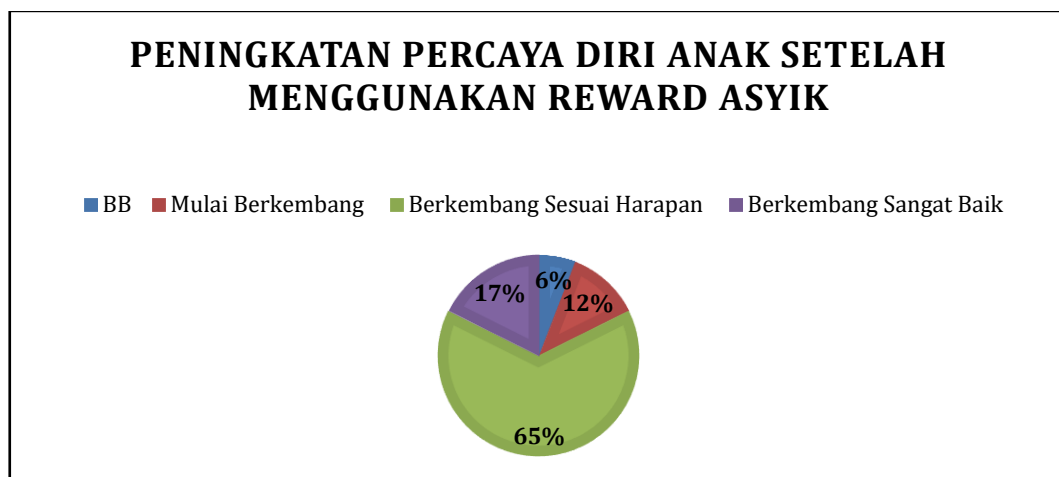 PENINGKATAN PERCAYA DIRI ANAK SETELAH
MENGGUNAKAN REWARD ASYIK
BB Mulai Berkembang Berkembang Sesuai Harapan Berkembang Sangat Baik
6%
17% 12%
65%